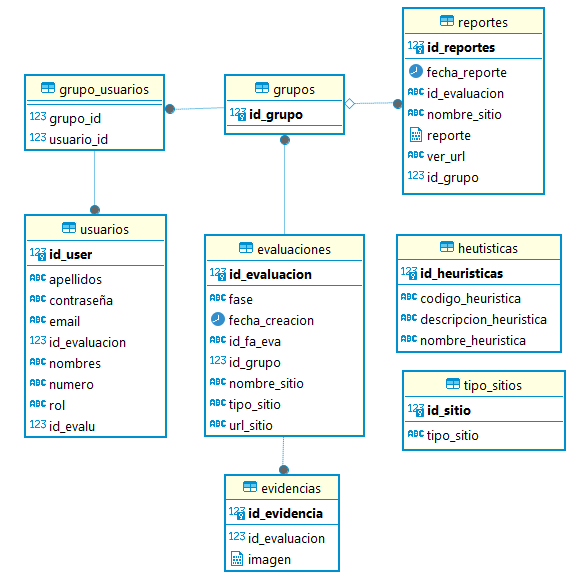 grupo_usuarios
123 grupo_id
123 usuario_id
grupos
123 id_grupo
reportes
123 id_reportes
fecha_reporte
ABC id_evaluacion
ABC nombre_sitio
reporte
ABC ver_url
123 id_grupo
usuarios
123 id_user
ABC apellidos
ABC contraseña
ABC email
123 id_evaluacion
ABC nombres
ABC numero
ABC rol
123 id_evalu
evaluaciones
123 id_evaluacion
ABC fase
fecha_creacion
ABC id_fa_eva
123 id_grupo
ABC nombre_sitio
ABC tipo_sitio
ABC url_sitio
heutisticas
123 id_heuristicas
ABC codigo_heuristica
ABC descripcion_heuristica
ABC nombre_heuristica
tipo_sitios
123 id_sitio
ABC tipo_sitio
evidencias
123 id_evidencia
123 id_evaluacion
imagen